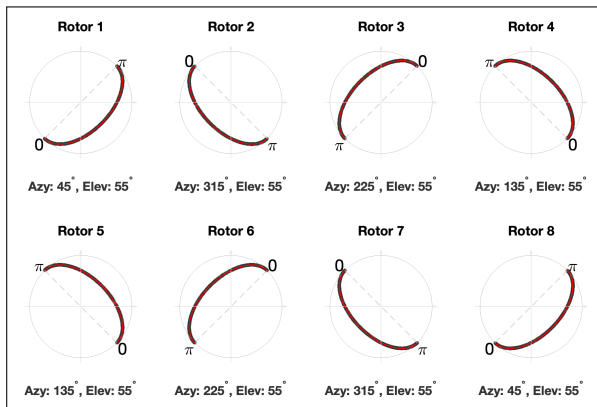 Rotor 1 Rotor 2 Rotor 3 Rotor 4
π 0 0 π
0 π π 0
Azy: 45°, Elev: 55° Azy: 315°, Elev: 55° Azy: 225°, Elev: 55° Azy: 135°, Elev: 55°
Rotor 5 Rotor 6 Rotor 7 Rotor 8
π 0 0 π
0 π π 0
Azy: 135°, Elev: 55° Azy: 225°, Elev: 55° Azy: 315°, Elev: 55° Azy: 45°, Elev: 55°